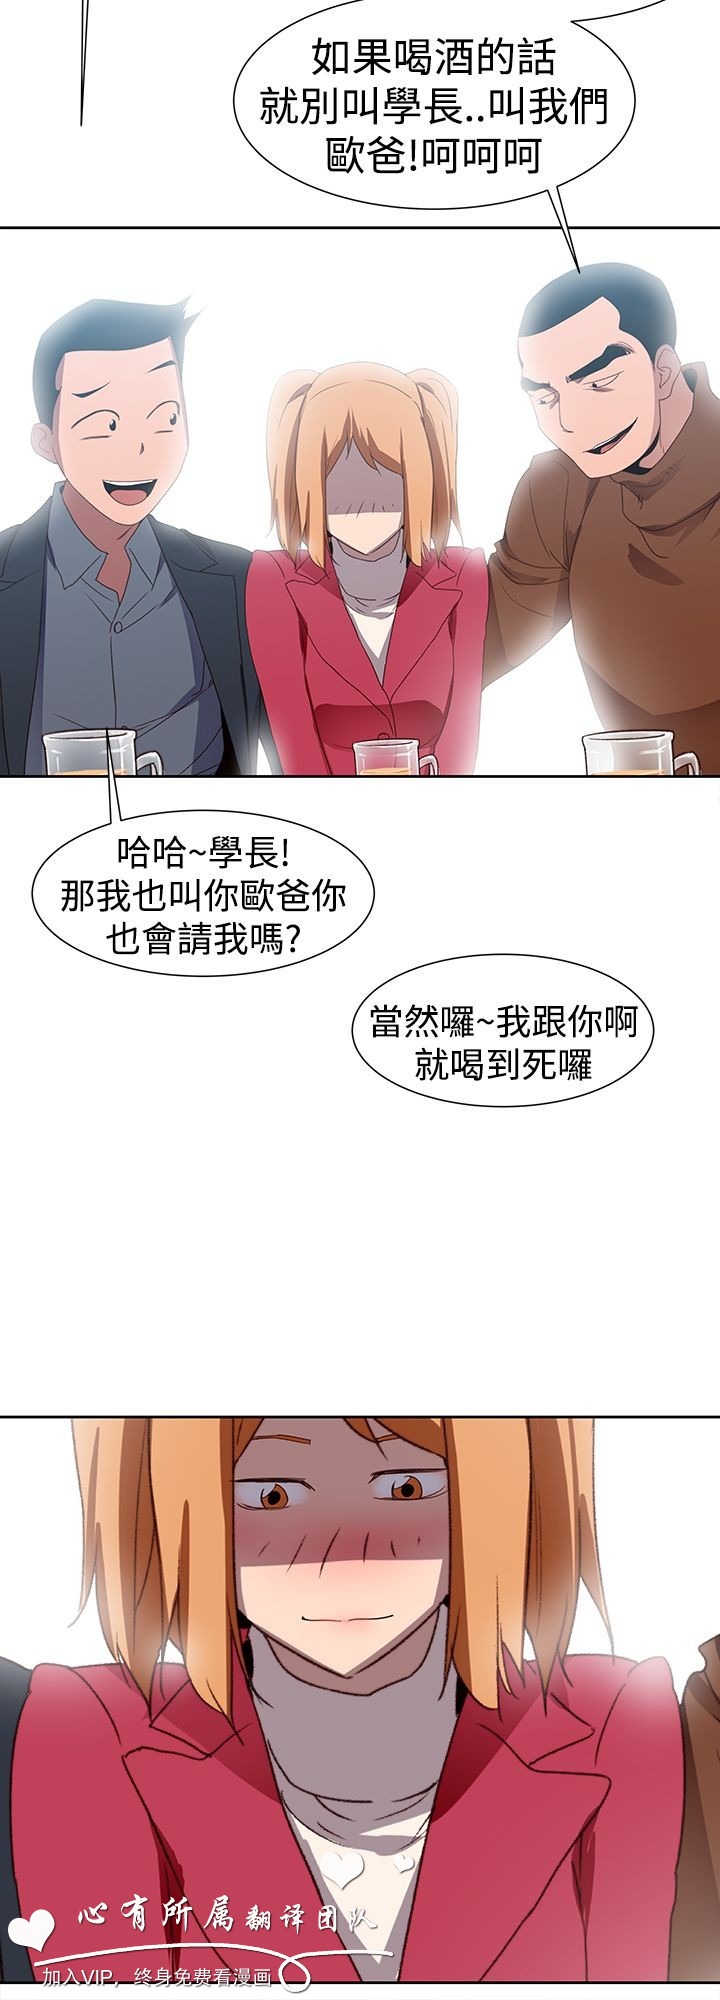 如果喝酒的話
就別叫學長..叫我們
歐爸!呵呵呵
哈哈~學長!
那我也叫你歐爸你
也會請我嗎?
當然囉~我跟你啊
就喝到死囉
心有所属翻译团队
加入VIP，终身免费看漫画